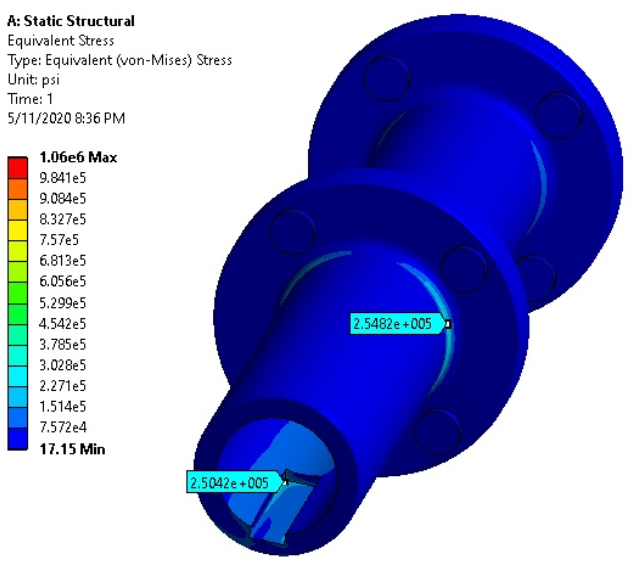 A: Static Structural
Equivalent Stress
Type: Equivalent (von-Mises) Stress
Unit: psi
Time: 1
5/11/2020 8:36 PM
1.06e6 Max
9.841e5
9.084e5
8.327e5
7.57e5
6.813e5
6.056e5
5.299e5
4.542e5
3.785e5
3.028e5
2.271e5
1.514e5
7.572e4
17.15 Min
2.5482e+005
2.5042e+005